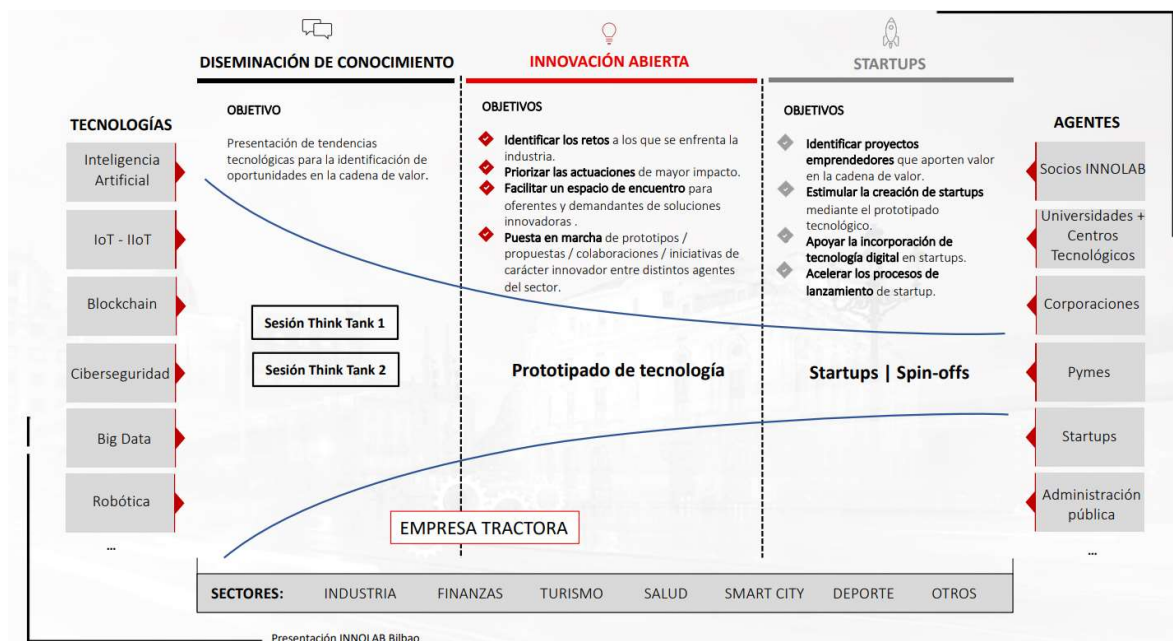 DISEMINACIÓN DE CONOCIMIENTO
INNOVACIÓN ABIERTA
STARTUPS
TECNOLOGÍAS
Inteligencia
Artificial
IoT - IIoT
Blockchain
Ciberseguridad
Big Data
Robótica
...
OBJETIVO
Presentación de tendencias
tecnológicas para la identificación de
oportunidades en la cadena de valor.
Sesión Think Tank 1
Sesión Think Tank 2
OBJETIVOS
Identificar los retos a los que se enfrenta la
industria.
Priorizar las actuaciones de mayor impacto.
Facilitar un espacio de encuentro para
oferentes y demandantes de soluciones
innovadoras .
Puesta en marcha de prototipos /
propuestas / colaboraciones / iniciativas de
carácter innovador entre distintos agentes
del sector.
Prototipado de tecnología
EMPRESA TRACTORA
OBJETIVOS
Identificar proyectos
emprendedores que aporten valor
en la cadena de valor.
Estimular la creación de startups
mediante el prototipado
tecnológico.
Apoyar la incorporación de
tecnología digital en startups.
Acelerar los procesos de
lanzamiento de startup.
Startups | Spin-offs
AGENTES
Socios INNOLAB
Universidades +
Centros
Tecnológicos
Corporaciones
Pymes
Startups
Administración
pública
...
SECTORES: INDUSTRIA FINANZAS TURISMO SALUD SMART CITY DEPORTE OTROS
Presentación INNOLAB Bilbao